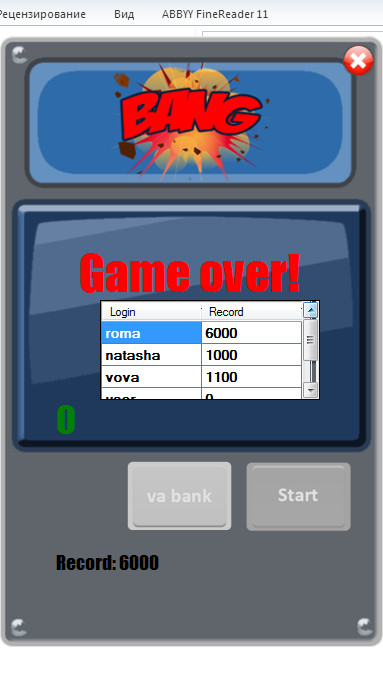 Рецензирование Вид ABBYY FineReader 11
BANG
Game over!
Login Record
roma 6000
natasha 1000
vova 1100
user 0
0
va bank Start
Record: 6000